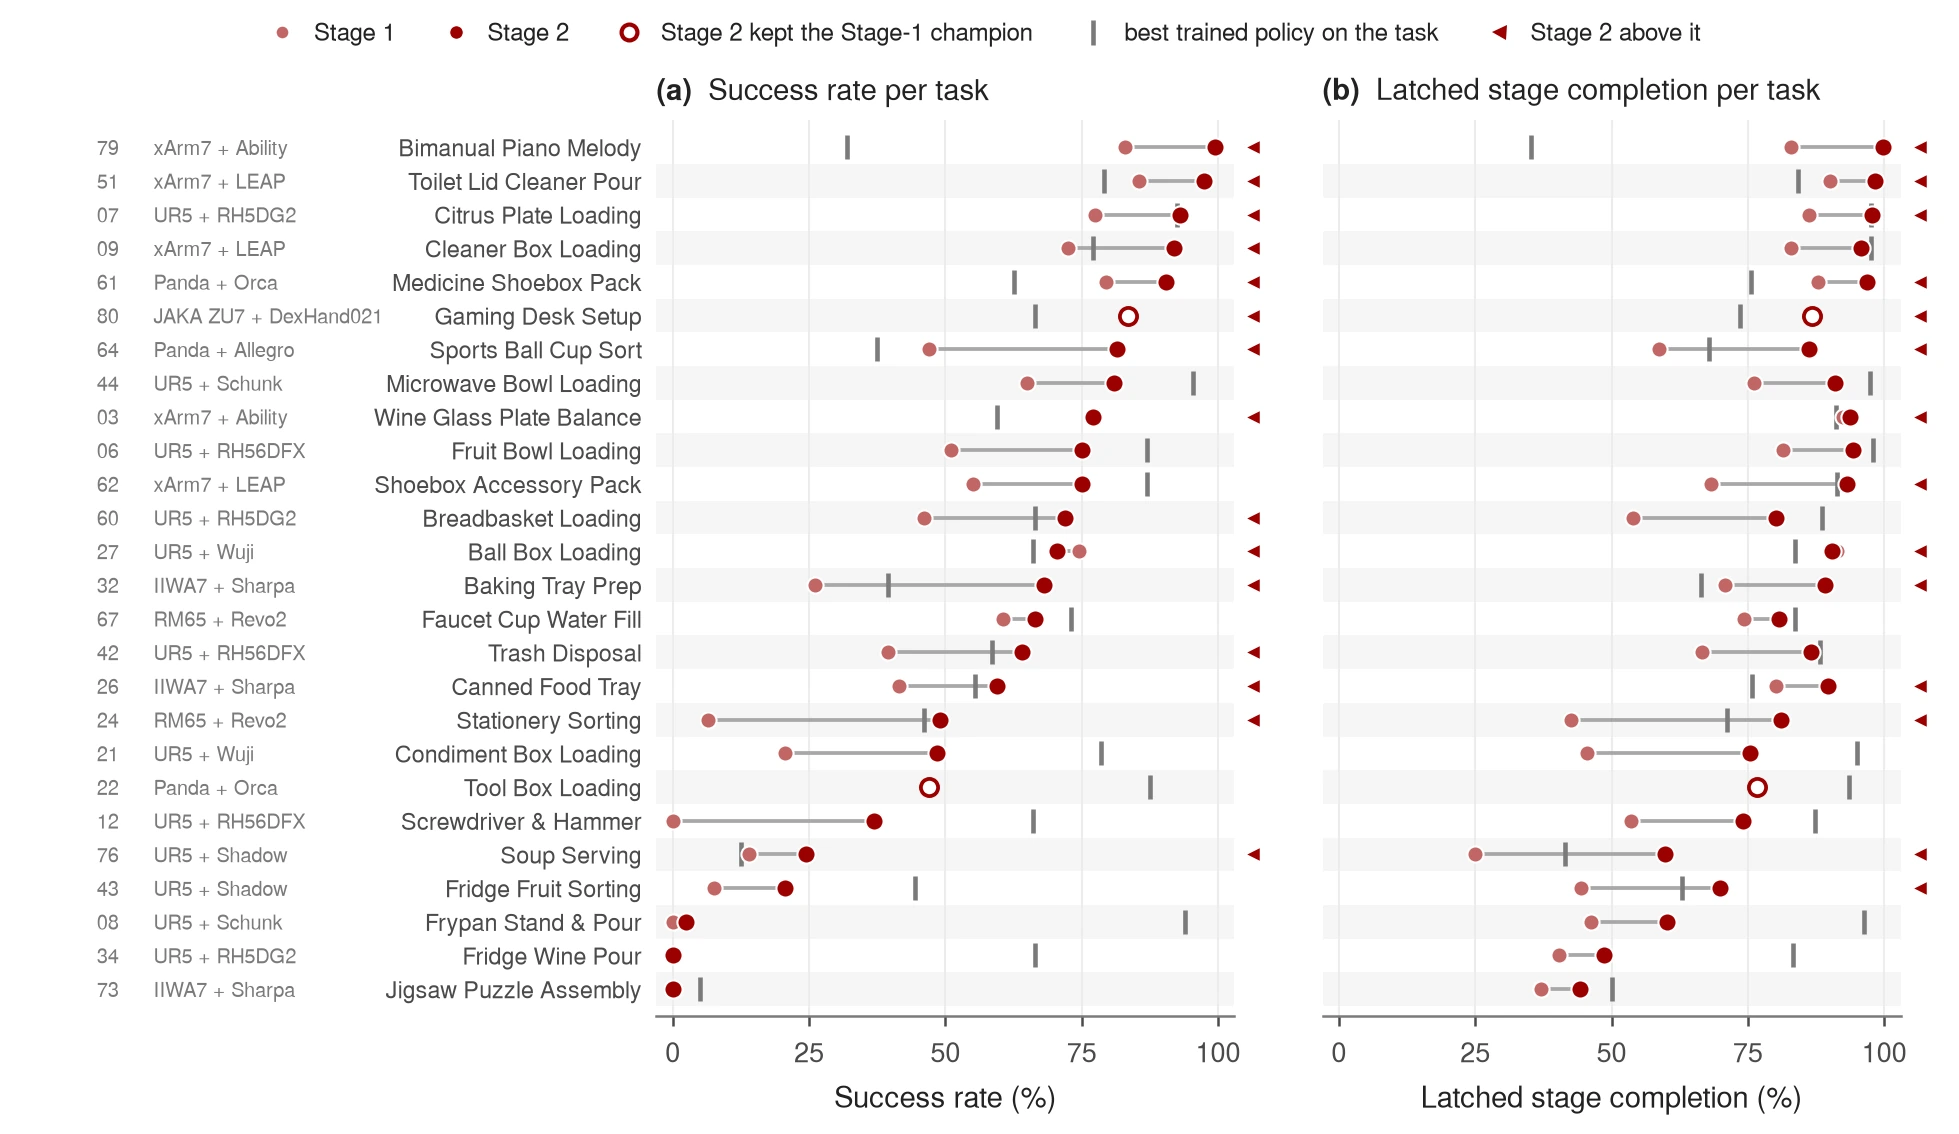 Stage 1 Stage 2 Stage 2 kept the Stage-1 champion best trained policy on the task Stage 2 above it
(a) Success rate per task (b) Latched stage completion per task
79 xArm7 + Ability Bimanual Piano Melody
51 xArm7 + LEAP Toilet Lid Cleaner Pour
07 UR5 + RH5DG2 Citrus Plate Loading
09 xArm7 + LEAP Cleaner Box Loading
61 Panda + Orca Medicine Shoebox Pack
80 JAKA ZU7 + DexHand021 Gaming Desk Setup
64 Panda + Allegro Sports Ball Cup Sort
44 UR5 + Schunk Microwave Bowl Loading
03 xArm7 + Ability Wine Glass Plate Balance
06 UR5 + RH56DFX Fruit Bowl Loading
62 xArm7 + LEAP Shoebox Accessory Pack
60 UR5 + RH5DG2 Breadbasket Loading
27 UR5 + Wuji Ball Box Loading
32 IIWA7 + Sharpa Baking Tray Prep
67 RM65 + Revo2 Faucet Cup Water Fill
42 UR5 + RH56DFX Trash Disposal
26 IIWA7 + Sharpa Canned Food Tray
24 RM65 + Revo2 Stationery Sorting
21 UR5 + Wuji Condiment Box Loading
22 Panda + Orca Tool Box Loading
12 UR5 + RH56DFX Screwdriver & Hammer
76 UR5 + Shadow Soup Serving
43 UR5 + Shadow Fridge Fruit Sorting
08 UR5 + Schunk Frypan Stand & Pour
34 UR5 + RH5DG2 Fridge Wine Pour
73 IIWA7 + Sharpa Jigsaw Puzzle Assembly
0 25 50 75 100 0 25 50 75 100
Success rate (%) Latched stage completion (%)